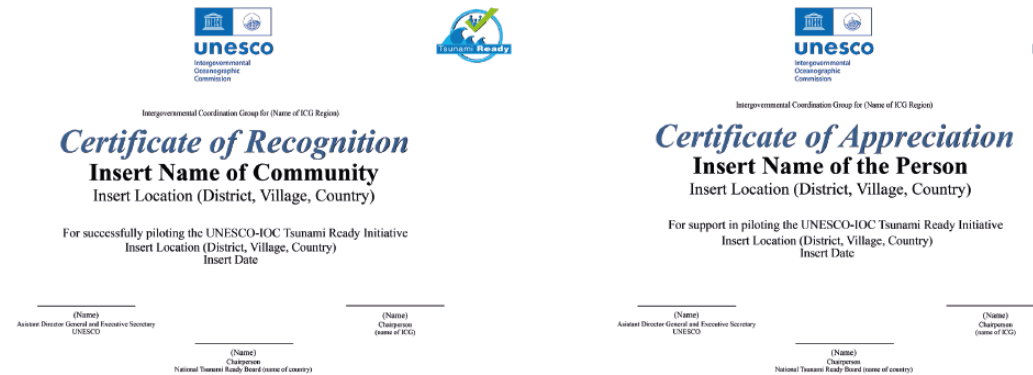 unesco
Intergovernmental
Oceanographic
Commission
Tsunami Ready
Intergovernmental Coordination Group for (Name of ICG Region)
Certificate of Recognition
Insert Name of Community
Insert Location (District, Village, Country)
For successfully piloting the UNESCO-IOC Tsunami Ready Initiative
Insert Location (District, Village, Country)
Insert Date
(Name)
Asistant Director General and Executive Secretary
UNESCO
(Name)
Chairperson
(name of ICG)
(Name)
Chairperson
National Tsunami Ready Board (name of country)
unesco
Intergovernmental
Oceanographic
Commission
Intergovernmental Coordination Group for (Name of ICG Region)
Certificate of Appreciation
Insert Name of the Person
Insert Location (District, Village, Country)
For support in piloting the UNESCO-IOC Tsunami Ready Initiative
Insert Location (District, Village, Country)
Insert Date
(Name)
Asistant Director General and Executive Secretary
UNESCO
(Name)
Chairperson
(name of ICG)
(Name)
Chairperson
National Tsunami Ready Board (name of country)